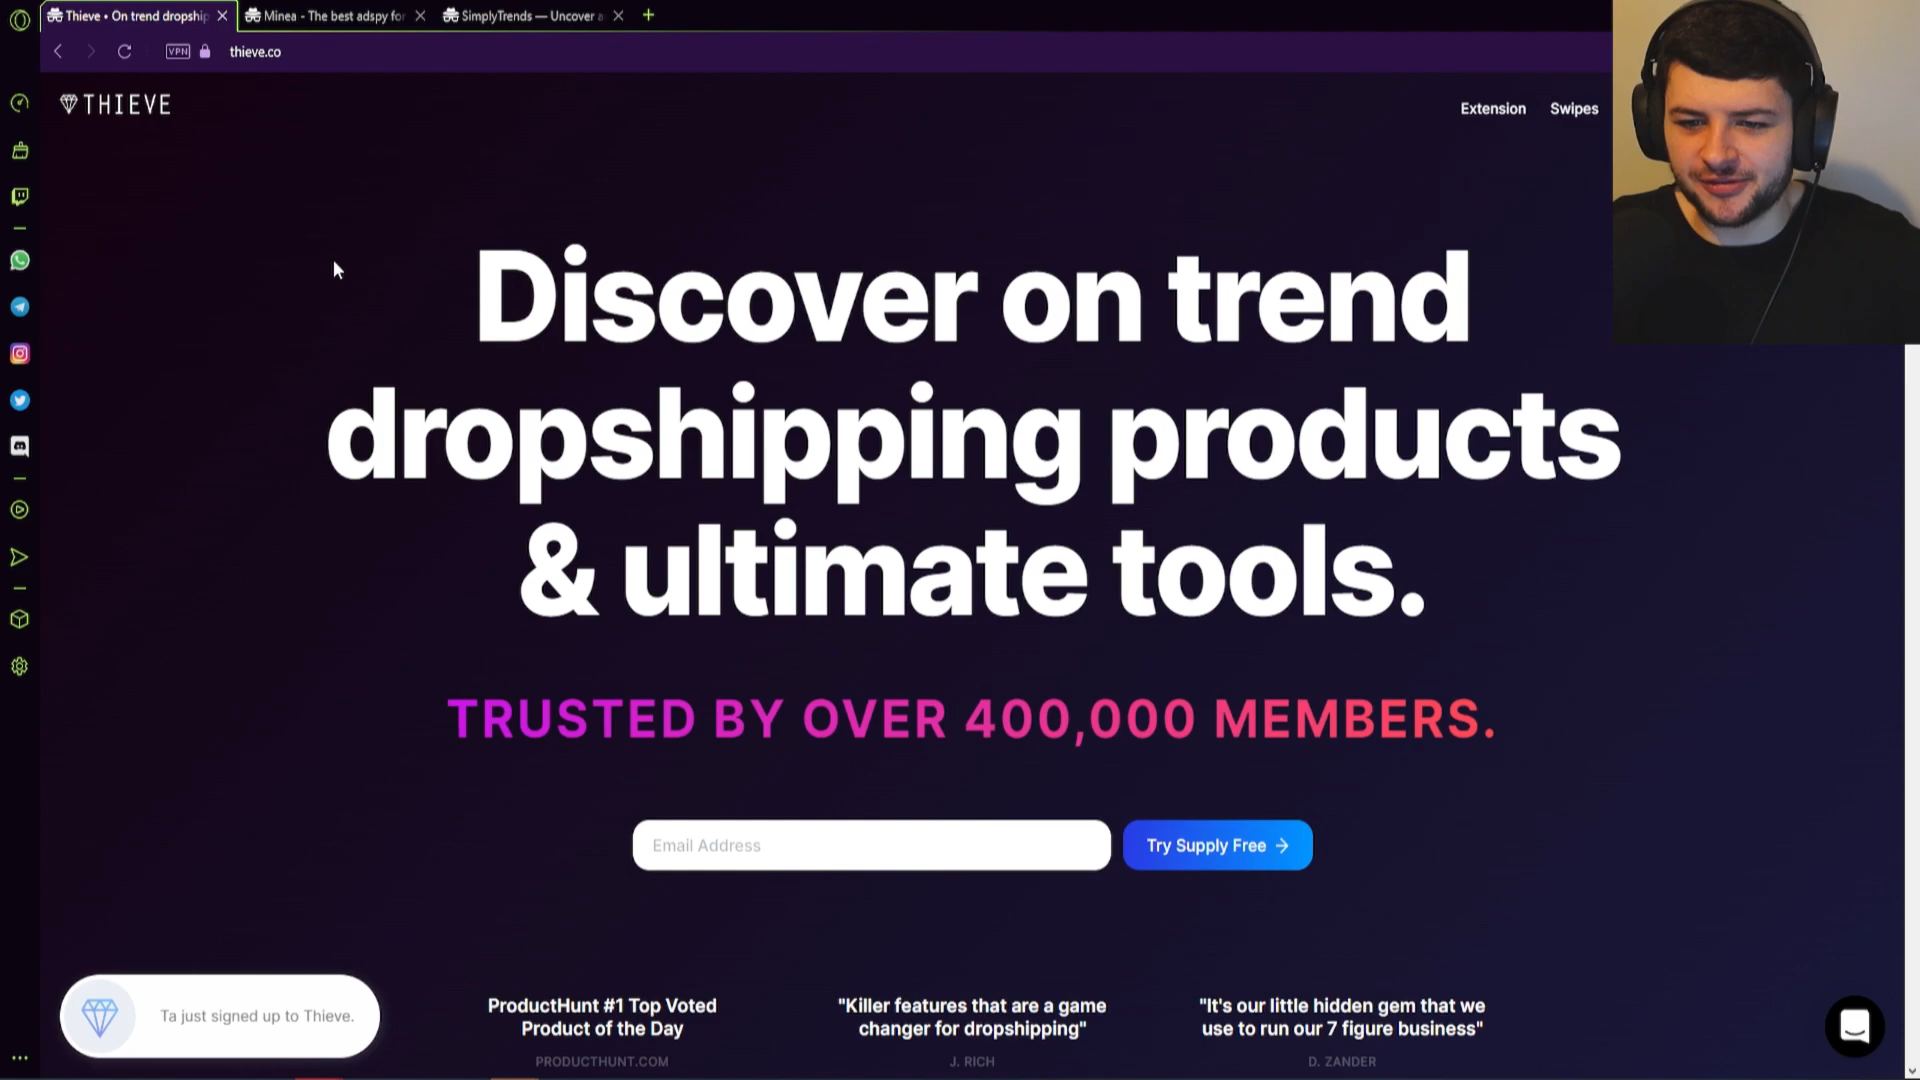 Thieve • On trend dropship
Minea - The best adspy for
SimplyTrends — Uncover a
VPN
thieve.co
THIEVE
Extension
Swipes
Discover on trend
dropshipping products
& ultimate tools.
TRUSTED BY OVER 400,000 MEMBERS.
Email Address
Try Supply Free →
Ta just signed up to Thieve.
ProductHunt #1 Top Voted
Product of the Day
PRODUCTHUNT.COM
"Killer features that are a game
changer for dropshipping"
J. RICH
"It's our little hidden gem that we
use to run our 7 figure business"
D. ZANDER